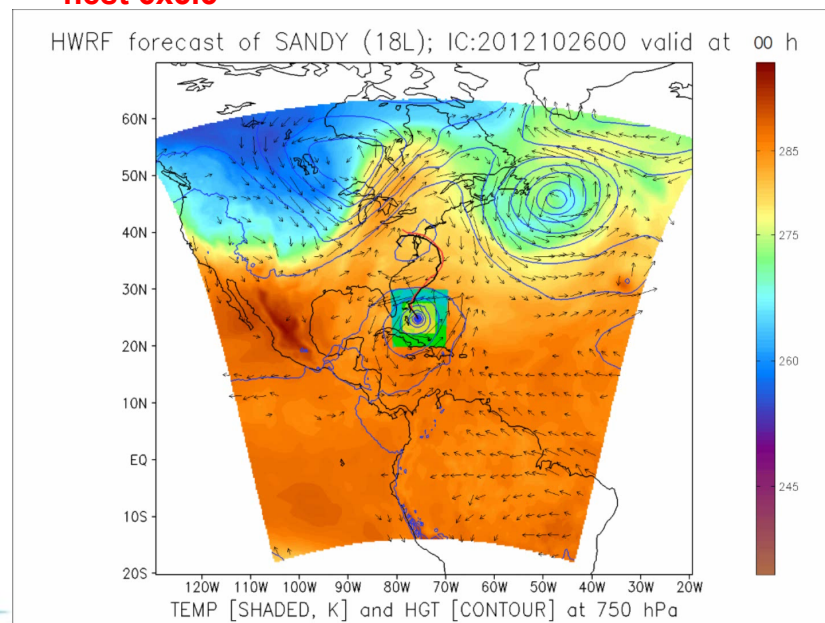 HWRF forecast of SANDY (18L); IC:2012102600 valid at 00 h
60N
50N
40N
30N
20N
10N
EQ
10S
20S
285
275
260
245
120W 110W 100W 90W 80W 70W 60W 50W 40W 30W 20W
TEMP [SHADED, K] and HGT [CONTOUR] at 750 hPa